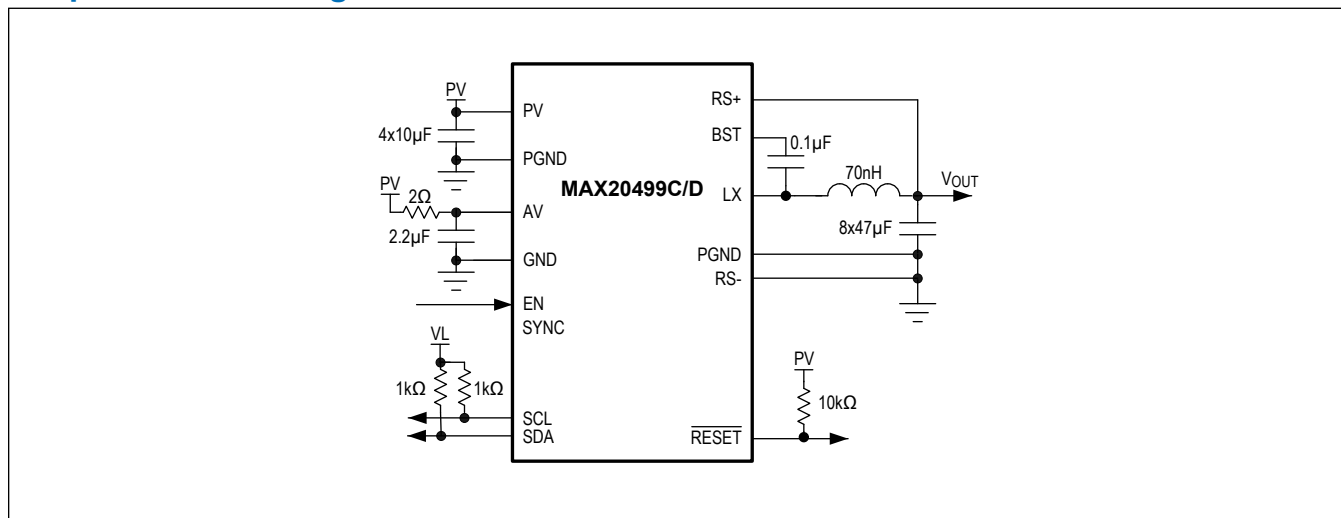 PV
PV
4x10µF
PGND
PV
2Ω
AV
2.2µF
GND
EN
SYNC
VL
1kΩ
1kΩ
SCL
SDA
MAX20499C/D
RS+
BST
0.1µF
70nH
LX
VOUT
8x47µF
PGND
RS-
PV
10kΩ
RESET